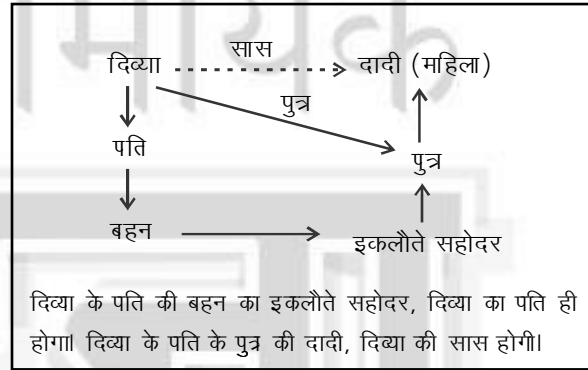 सास
दिव्या दादी (महिला)
पुत्र
पति पुत्र
बहन इकलौते सहोदर
दिव्या के पति की बहन का इकलौते सहोदर, दिव्या का पति ही
होगा। दिव्या के पति के पुत्र की दादी, दिव्या की सास होगी।